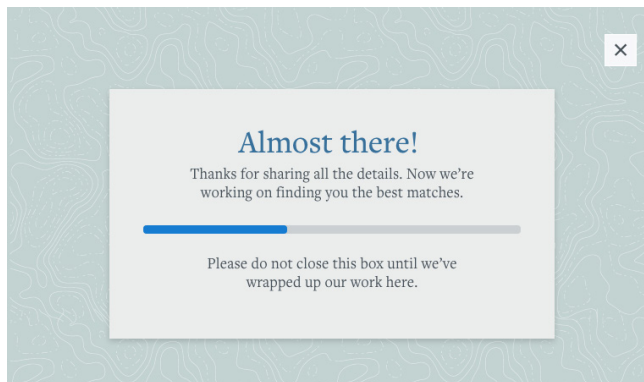 Almost there!
Thanks for sharing all the details. Now we’re
working on finding you the best matches.
Please do not close this box until we’ve
wrapped up our work here.